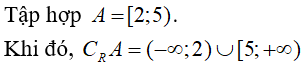 Tập hợp A = [2;5).
Khi đó, C_R A = (−∞;2) ∪ [5;+∞)